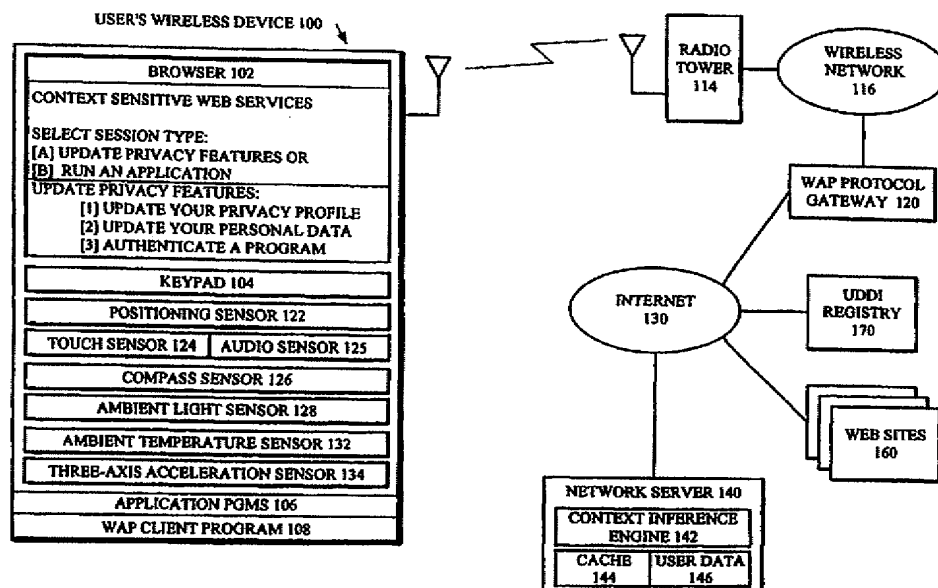 USER'S WIRELESS DEVICE 100
BROWSER 102
CONTEXT SENSITIVE WEB SERVICES
SELECT SESSION TYPE:
[A] UPDATE PRIVACY FEATURES OR
[B] RUN AN APPLICATION
UPDATE PRIVACY FEATURES:
[1] UPDATE YOUR PRIVACY PROFILE
[2] UPDATE YOUR PERSONAL DATA
[3] AUTHENTICATE A PROGRAM
KEYPAD 104
POSITIONING SENSOR 122
TOUCH SENSOR 124
AUDIO SENSOR 125
COMPASS SENSOR 126
AMBIENT LIGHT SENSOR 128
AMBIENT TEMPERATURE SENSOR 132
THREE-AXIS ACCELERATION SENSOR 134
APPLICATION PGMS 106
WAP CLIENT PROGRAM 108
RADIO
TOWER
114
WIRELESS
NETWORK
116
WAP PROTOCOL
GATEWAY 120
INTERNET
130
UDDI
REGISTRY
170
WEB SITES
160
NETWORK SERVER 140
CONTEXT INFERENCE
ENGINE 142
CACHE
144
USER DATA
146